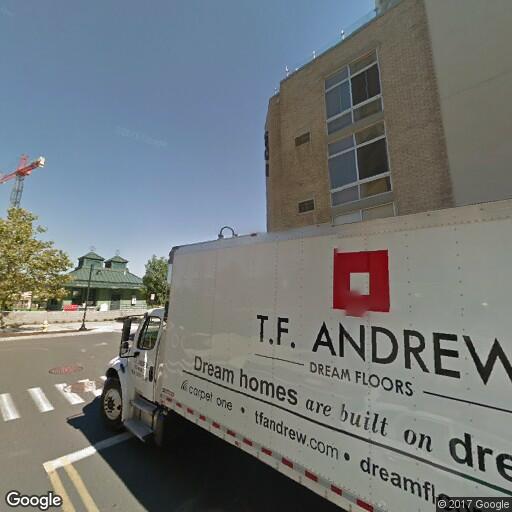 T.F. ANDREW
DREAM FLOORS
Dream homes are built on dre
carpet one • tfandrew.com • dreamfl
Google
© 2017 Google